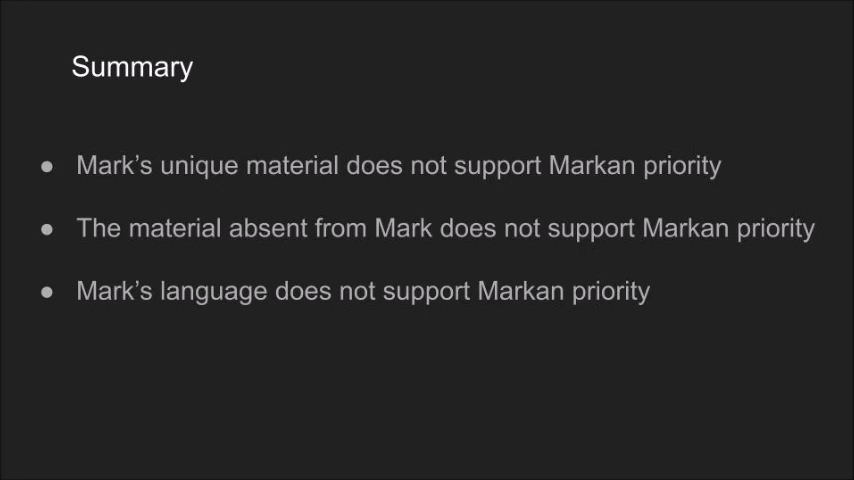 Summary
● Mark’s unique material does not support Markan priority
● The material absent from Mark does not support Markan priority
● Mark’s language does not support Markan priority